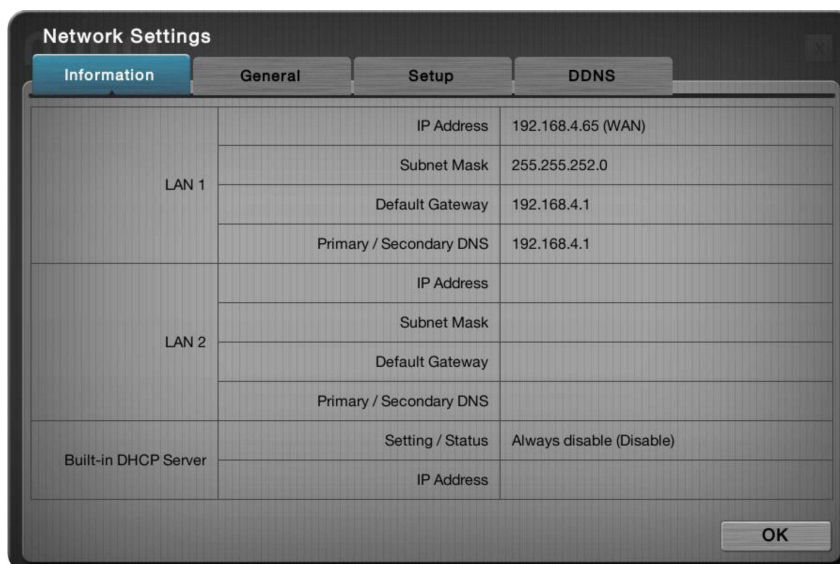 Network Settings
Information General Setup DDNS
LAN 1
IP Address 192.168.4.65 (WAN)
Subnet Mask 255.255.252.0
Default Gateway 192.168.4.1
Primary / Secondary DNS 192.168.4.1
LAN 2
IP Address
Subnet Mask
Default Gateway
Primary / Secondary DNS
Built-in DHCP Server
Setting / Status Always disable (Disable)
IP Address
OK